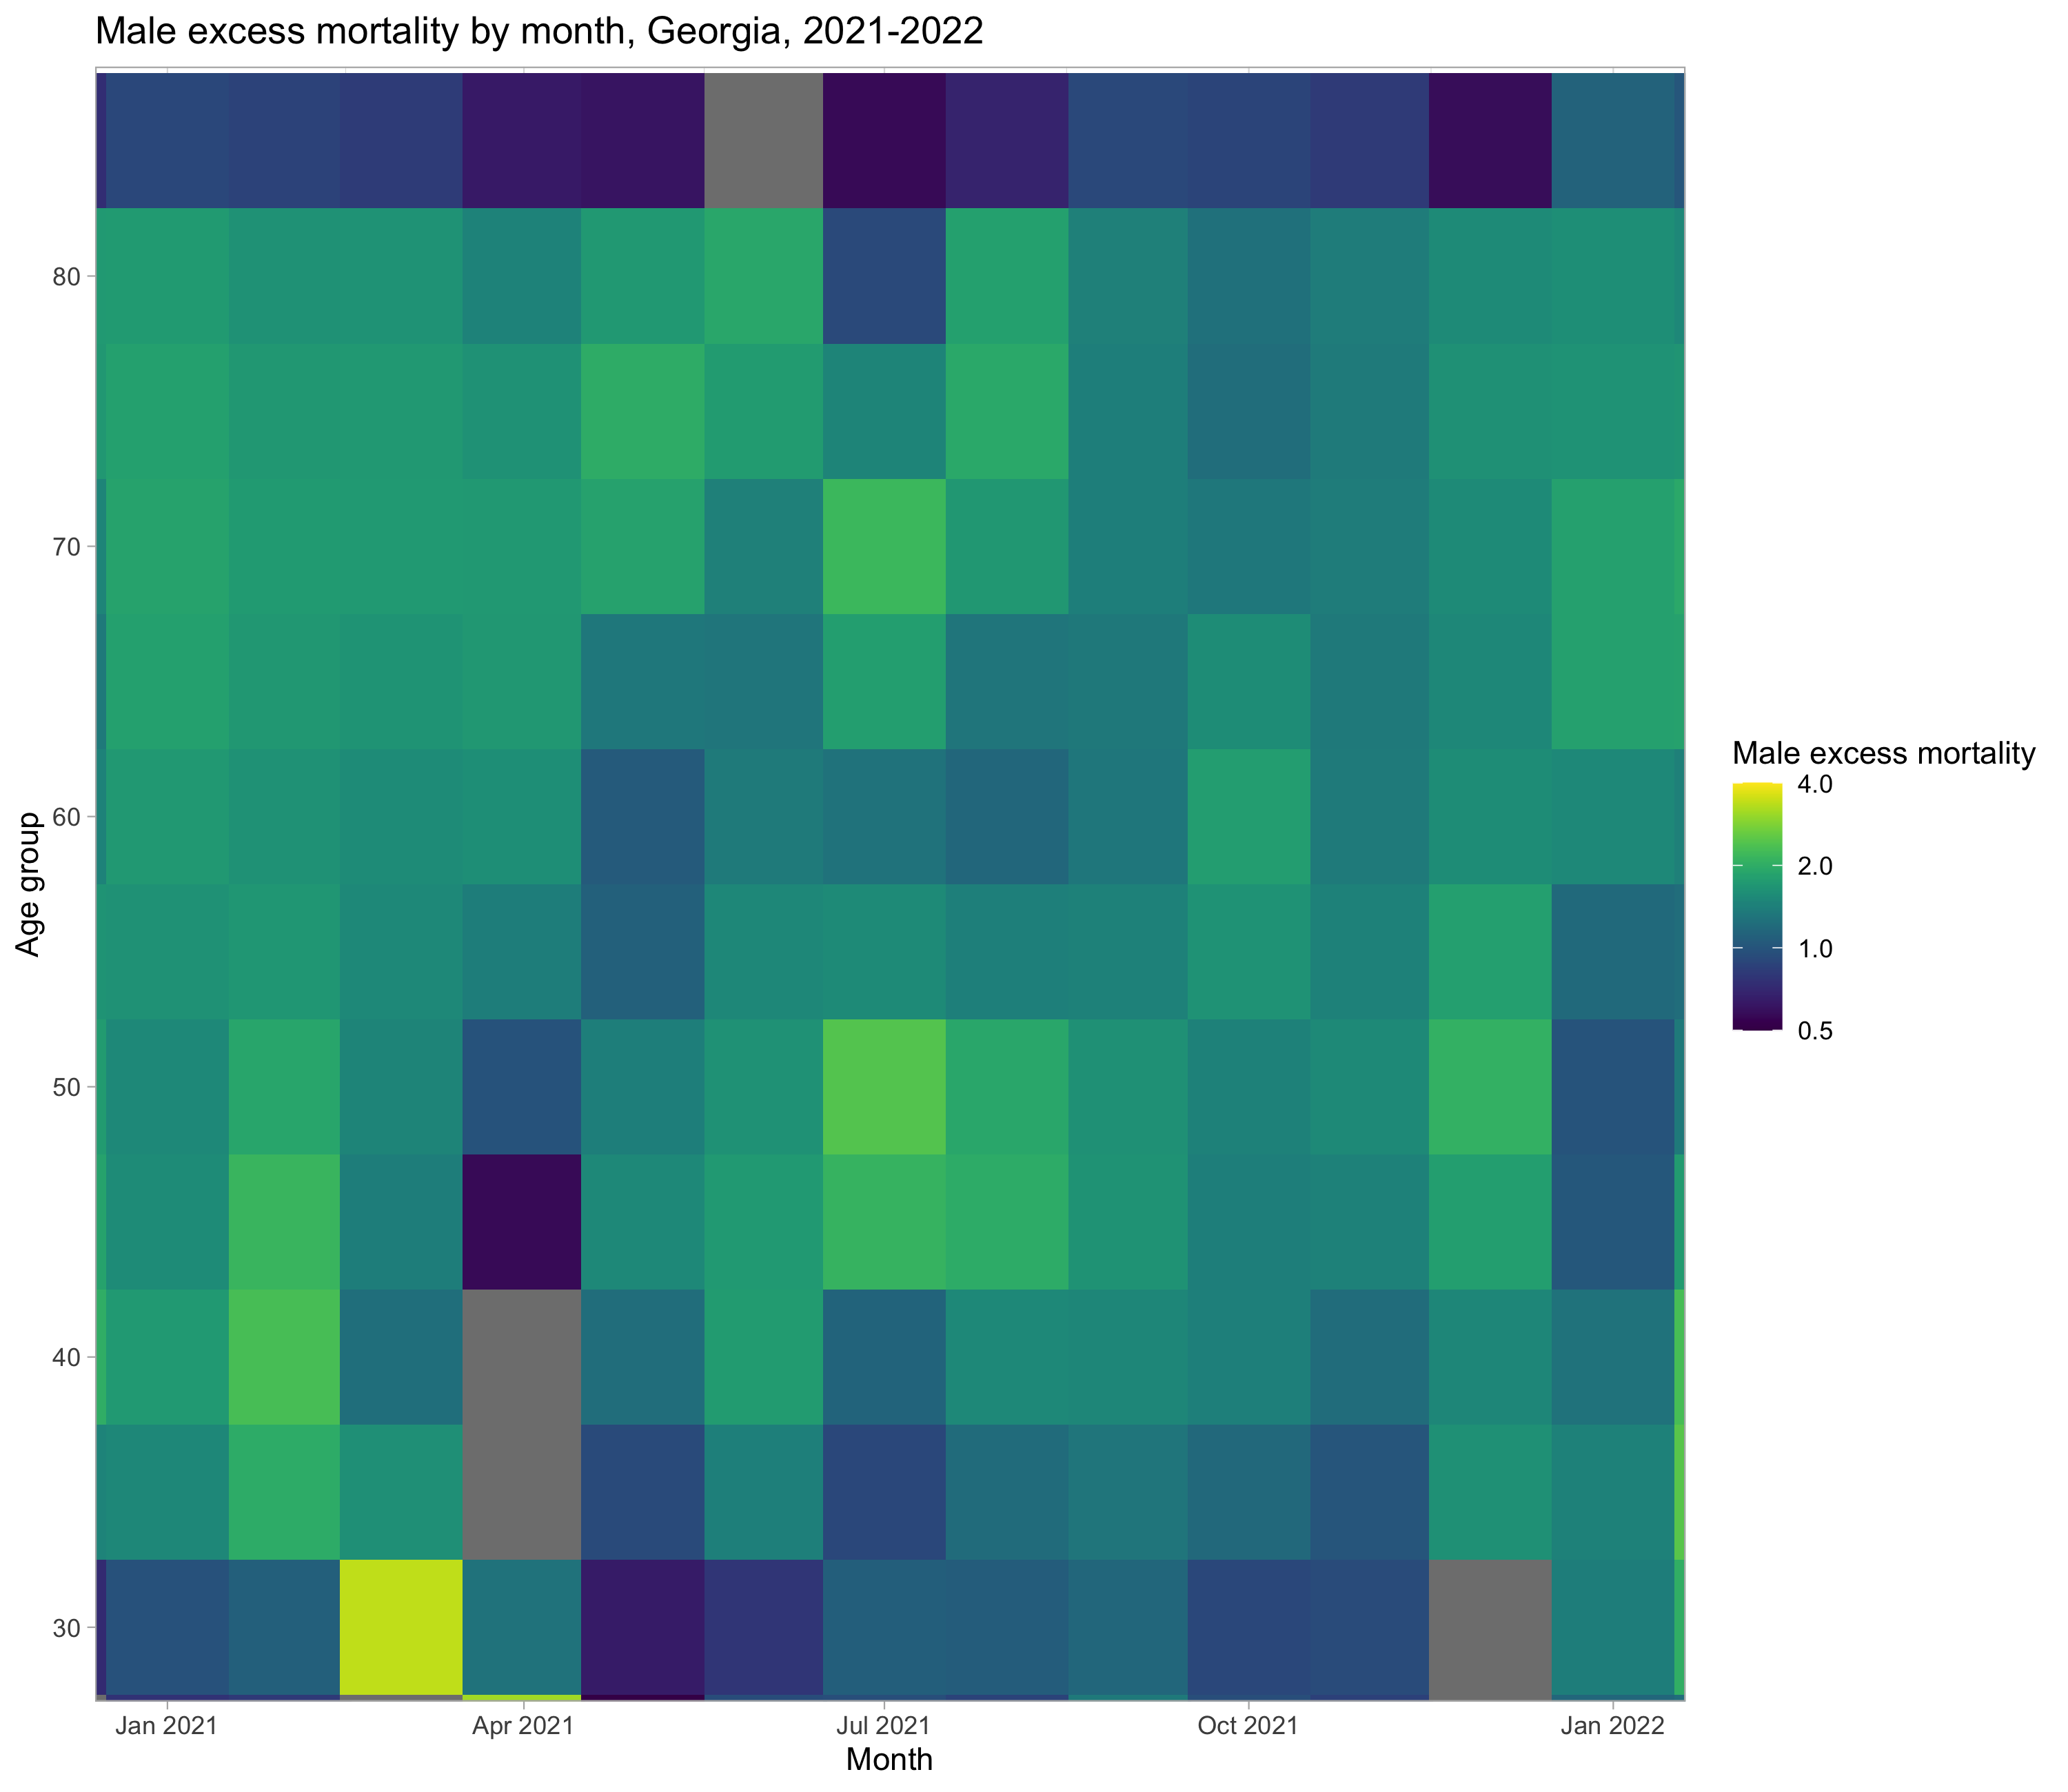 Male excess mortality by month, Georgia, 2021-2022
80
70
60
50
40
30
Age group
Jan 2021
Apr 2021
Jul 2021
Oct 2021
Jan 2022
Month
Male excess mortality
4.0
2.0
1.0
0.5